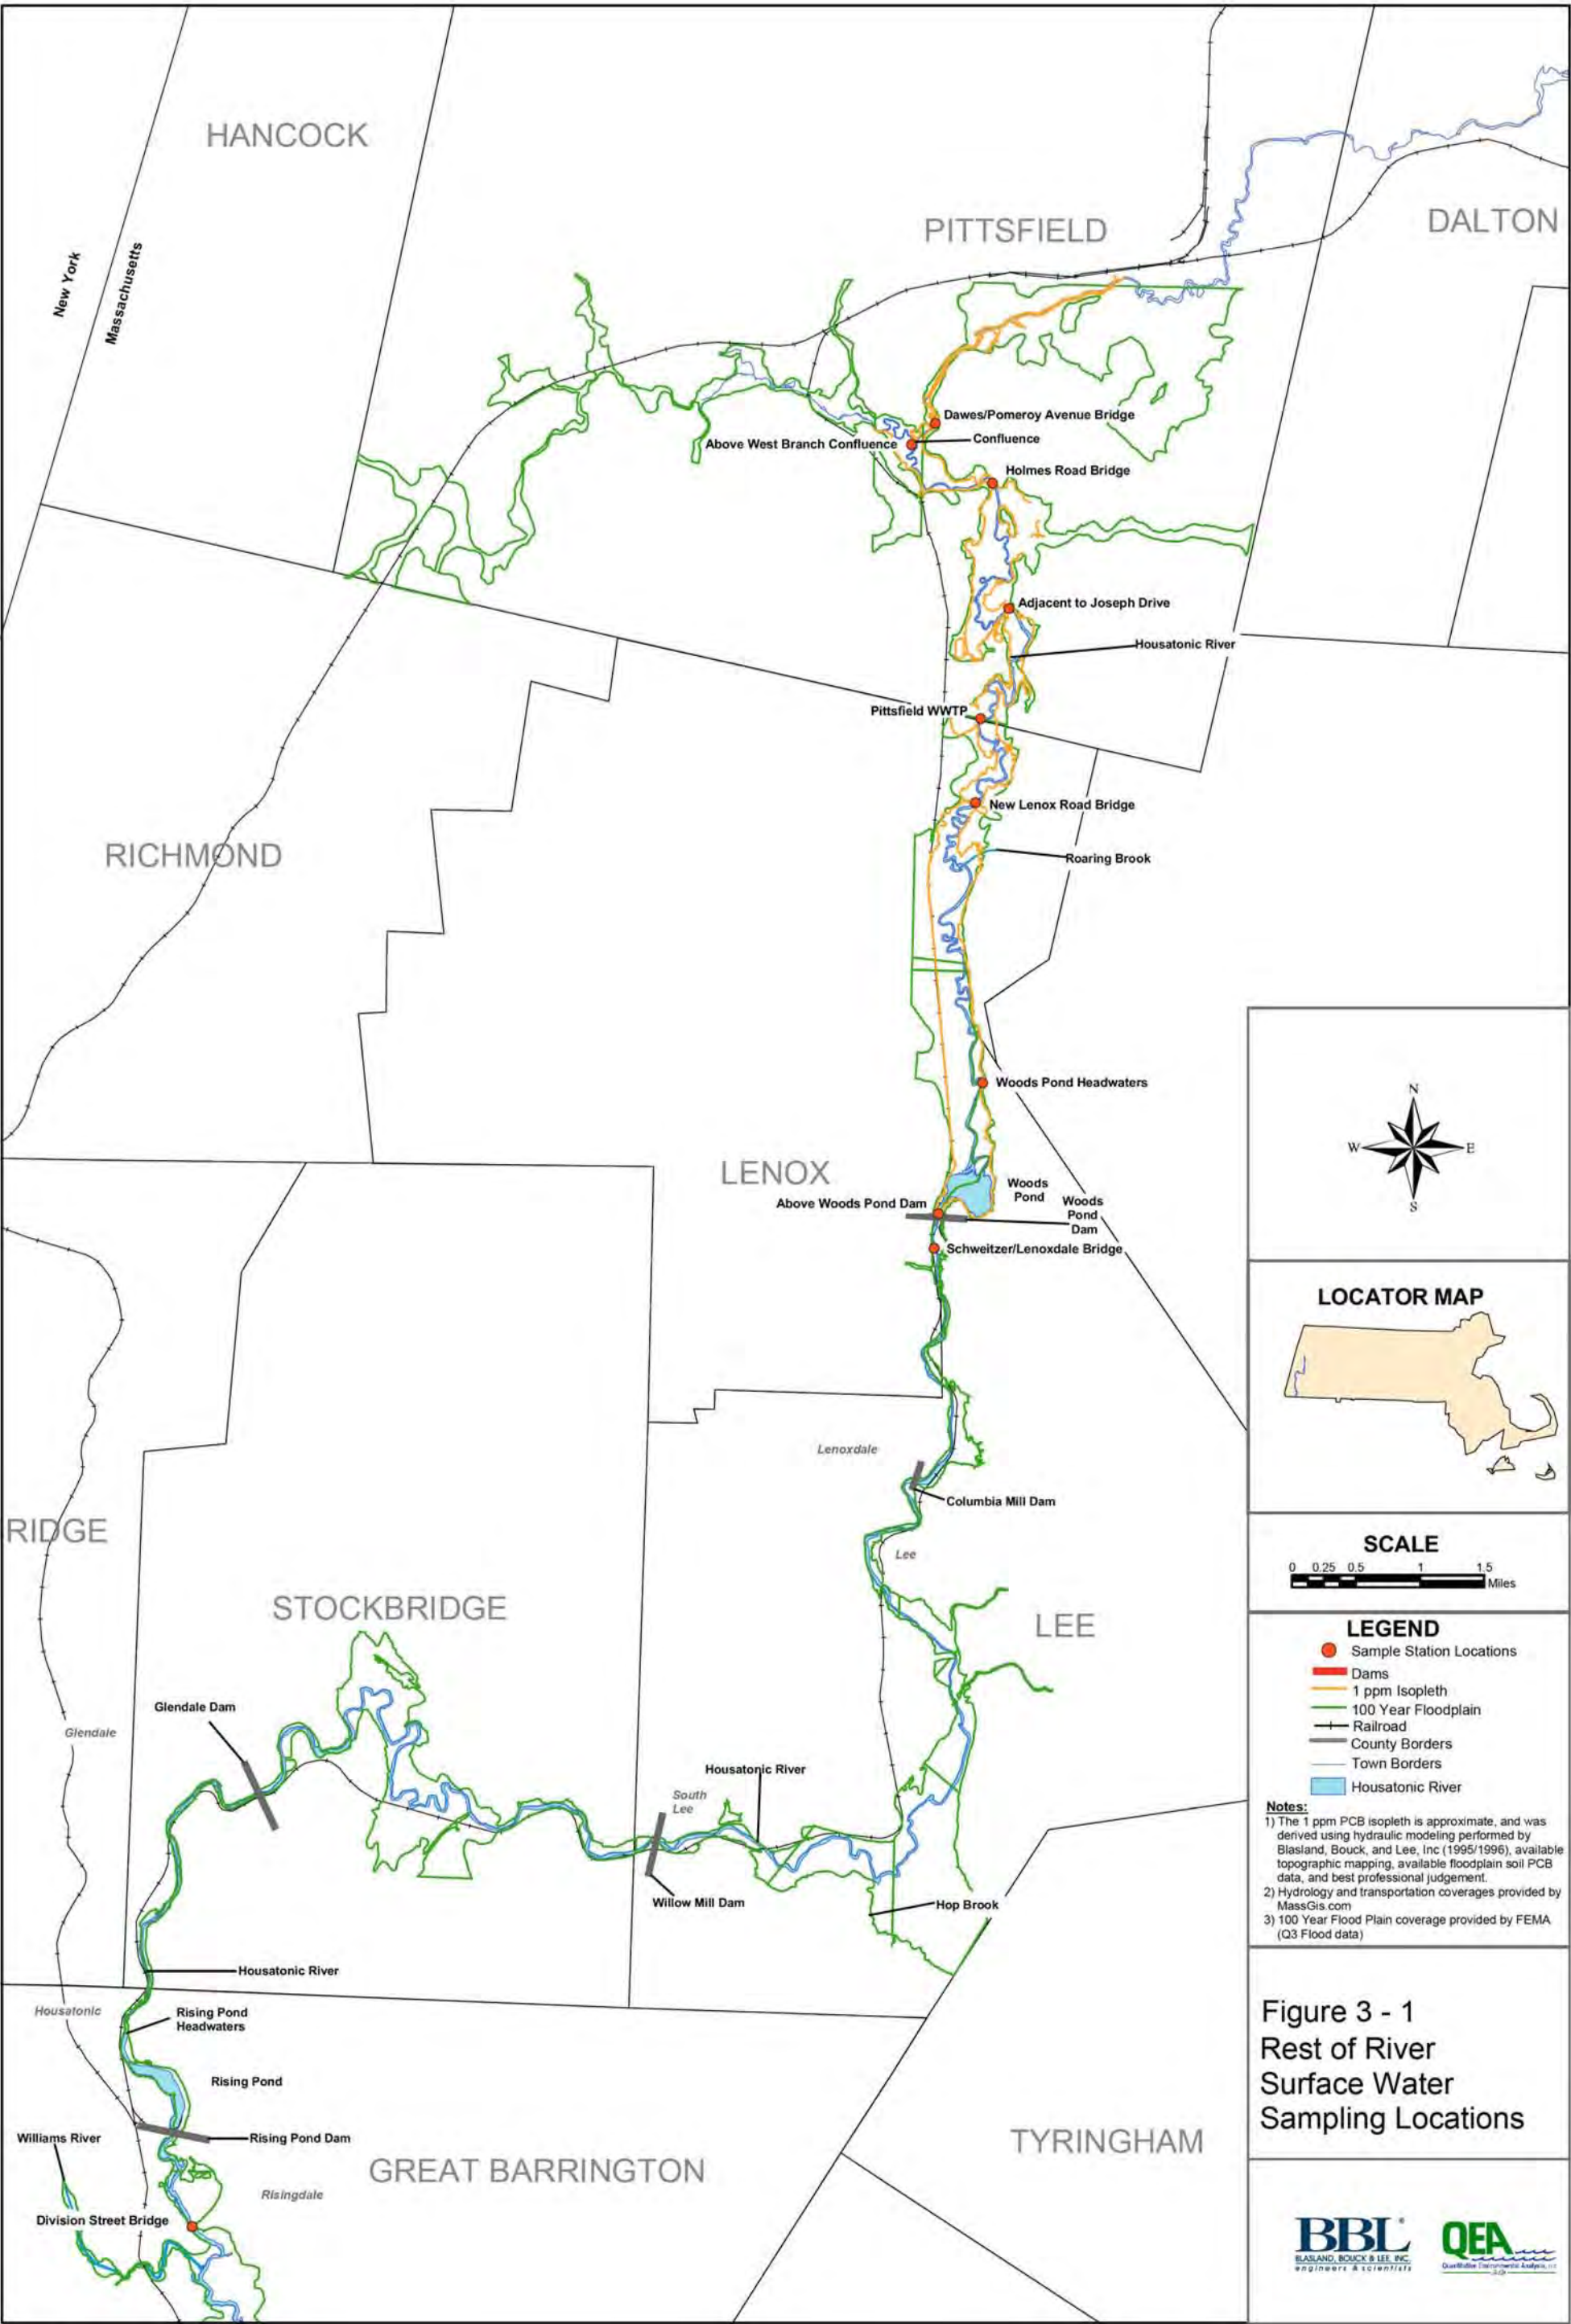 HANCOCK
PITTSFIELD
DALTON
New York
Massachusetts
Dawes/Pomeroy Avenue Bridge
Confluence
Above West Branch Confluence
Holmes Road Bridge
Adjacent to Joseph Drive
Housatonic River
Pittsfield WWTP
New Lenox Road Bridge
Roaring Brook
RICHMOND
Woods Pond Headwaters
LENOX
Woods
Pond
Above Woods Pond Dam
Woods
Pond
Dam
Schweitzer/Lenoxdale Bridge
Lenoxdale
Columbia Mill Dam
Lee
RIDGE
STOCKBRIDGE
LEE
Glendale Dam
Glendale
Housatonic River
South
Lee
Willow Mill Dam
Hop Brook
Housatonic River
Housatonic
Rising Pond
Headwaters
Rising Pond
Williams River
Rising Pond Dam
GREAT BARRINGTON
TYRINGHAM
Risingdale
Division Street Bridge
N
W
E
S
LOCATOR MAP
SCALE
0 0.25 0.5 1 1.5
Miles
LEGEND
Sample Station Locations
Dams
1 ppm Isopleth
100 Year Floodplain
Railroad
County Borders
Town Borders
Housatonic River
Notes:
1) The 1 ppm PCB isopleth is approximate, and was
derived using hydraulic modeling performed by
Blasland, Bouck, and Lee, Inc (1995/1996), available
topographic mapping, available floodplain soil PCB
data, and best professional judgement.
2) Hydrology and transportation coverages provided by
MassGis.com
3) 100 Year Flood Plain coverage provided by FEMA
(Q3 Flood data)
Figure 3 - 1
Rest of River
Surface Water
Sampling Locations
BBL®
BLASLAND, BOUCK & LEE, INC.
engineers & scientists
QEA
Quantitative Environmental Analysis, LLC